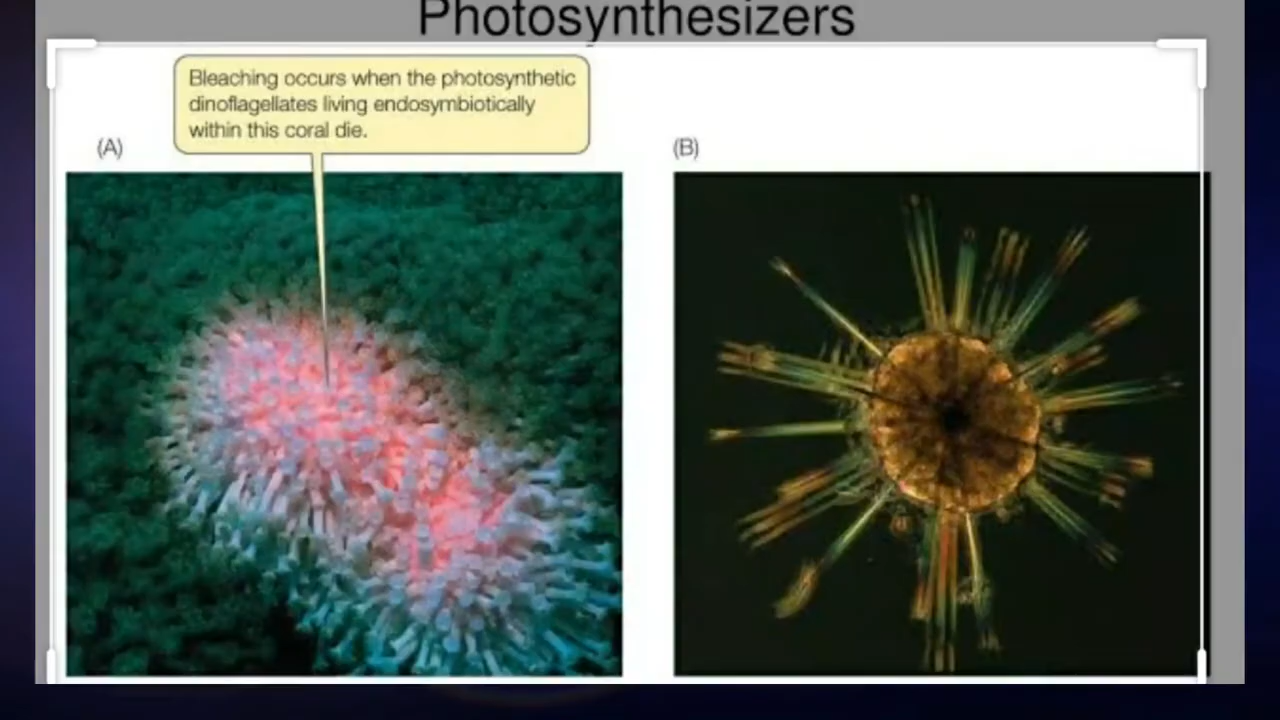 Photosynthesizers
Bleaching occurs when the photosynthetic
dinoflagellates living endosymbiotically
within this coral die.
(A)
(B)